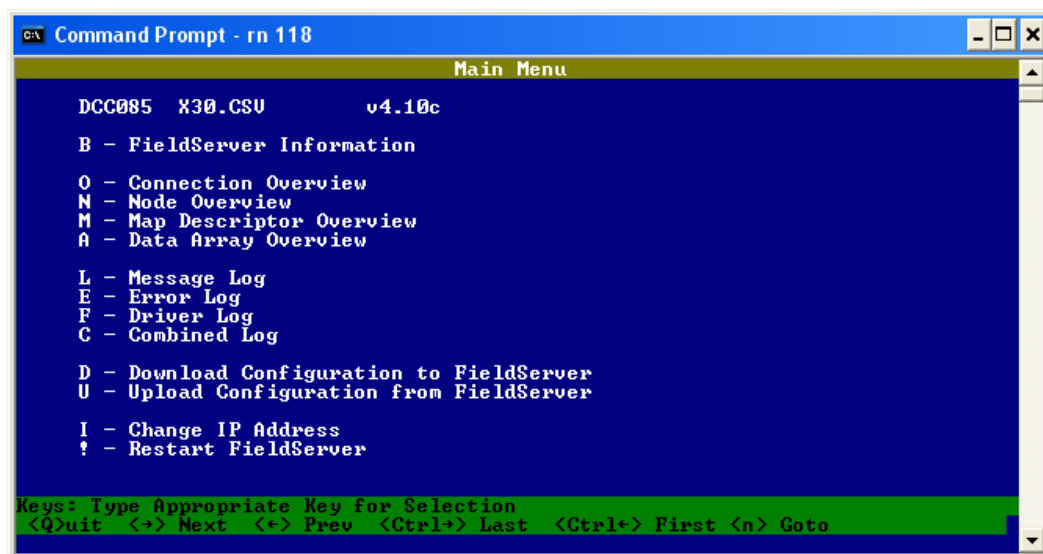 Command Prompt - rn 118
Main Menu
DCC085 X30.CSV v4.10c
B - FieldServer Information
O - Connection Overview
N - Node Overview
M - Map Descriptor Overview
A - Data Array Overview
L - Message Log
E - Error Log
F - Driver Log
C - Combined Log
D - Download Configuration to FieldServer
U - Upload Configuration from FieldServer
I - Change IP Address
! - Restart FieldServer
Keys: Type Appropriate Key for Selection
<Q>uit <→> Next <←> Prev <Ctrl→> Last <Ctrl←> First <n> Goto